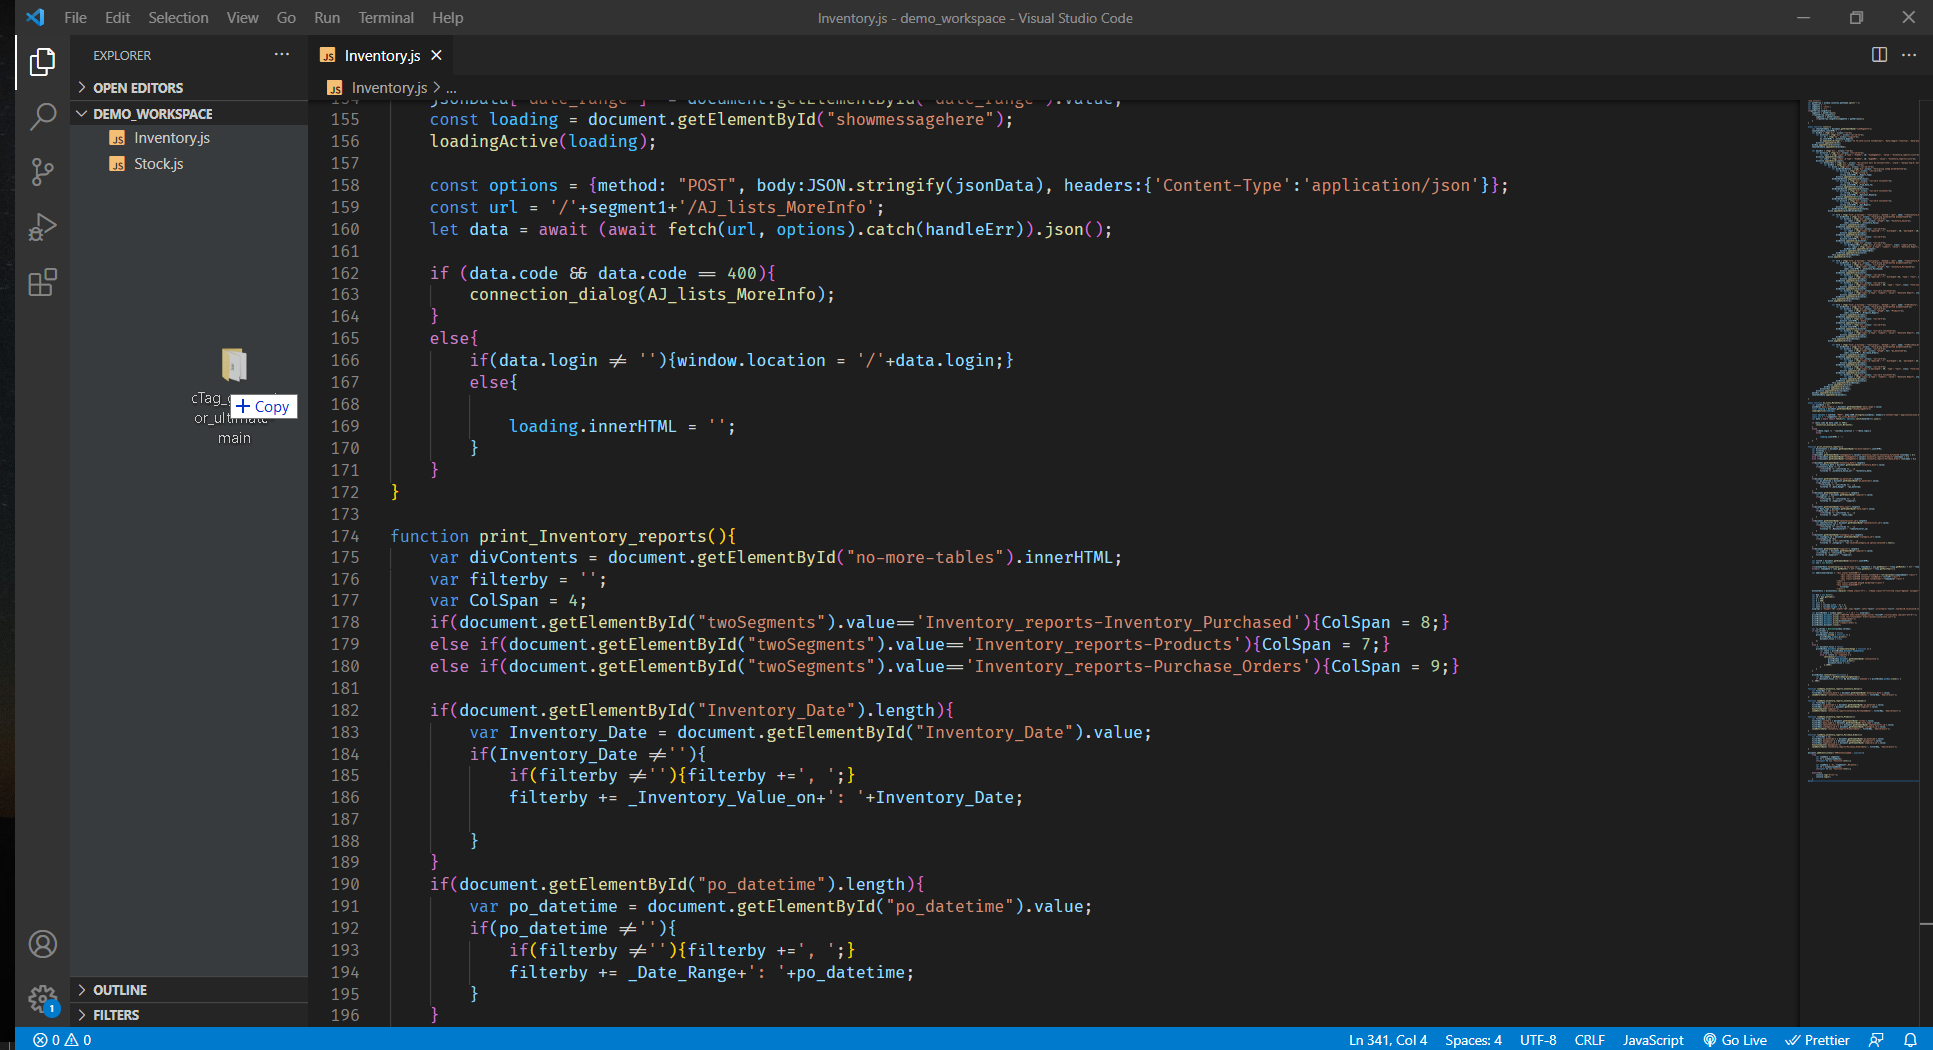 File Edit Selection View Go Run Terminal Help
Inventory.js - demo_workspace - Visual Studio Code
EXPLORER
OPEN EDITORS
DEMO_WORKSPACE
JS Inventory.js
JS Stock.js
main
+ Copy
OUTLINE
FILTERS
1
JS Inventory.js
JS Inventory.js > ...
154 jsonData["date_range"] = document.getElementById("date_range").value;
155 const loading = document.getElementById("showmessagehere");
156 loadingActive(loading);
157
158 const options = {method: "POST", body:JSON.stringify(jsonData), headers:{'Content-Type':'application/json'}};
159 const url = '/'+segment1+'/AJ_lists_MoreInfo';
160 let data = await (await fetch(url, options).catch(handleErr)).json();
161
162 if (data.code && data.code == 400){
163 connection_dialog(AJ_lists_MoreInfo);
164 }
165 else{
166 if(data.login != ''){window.location = '/'+data.login;}
167 else{
168
169 loading.innerHTML = '';
170 }
171 }
172 }
173
174 function print_Inventory_reports(){
175 var divContents = document.getElementById("no-more-tables").innerHTML;
176 var filterby = '';
177 var ColSpan = 4;
178 if(document.getElementById("twoSegments").value=='Inventory_reports-Inventory_Purchased'){ColSpan = 8;}
179 else if(document.getElementById("twoSegments").value=='Inventory_reports-Products'){ColSpan = 7;}
180 else if(document.getElementById("twoSegments").value=='Inventory_reports-Purchase_Orders'){ColSpan = 9;}
181
182 if(document.getElementById("Inventory_Date").length){
183 var Inventory_Date = document.getElementById("Inventory_Date").value;
184 if(Inventory_Date !=''){
185 if(filterby !=''){filterby +=', ';}
186 filterby += _Inventory_Value_on+': '+Inventory_Date;
187
188 }
189 }
190 if(document.getElementById("po_datetime").length){
191 var po_datetime = document.getElementById("po_datetime").value;
192 if(po_datetime !=''){
193 if(filterby !=''){filterby +=', ';}
194 filterby += _Date_Range+': '+po_datetime;
195 }
196 }
0 0
Ln 341, Col 4 Spaces: 4 UTF-8 CRLF JavaScript Go Live Prettier